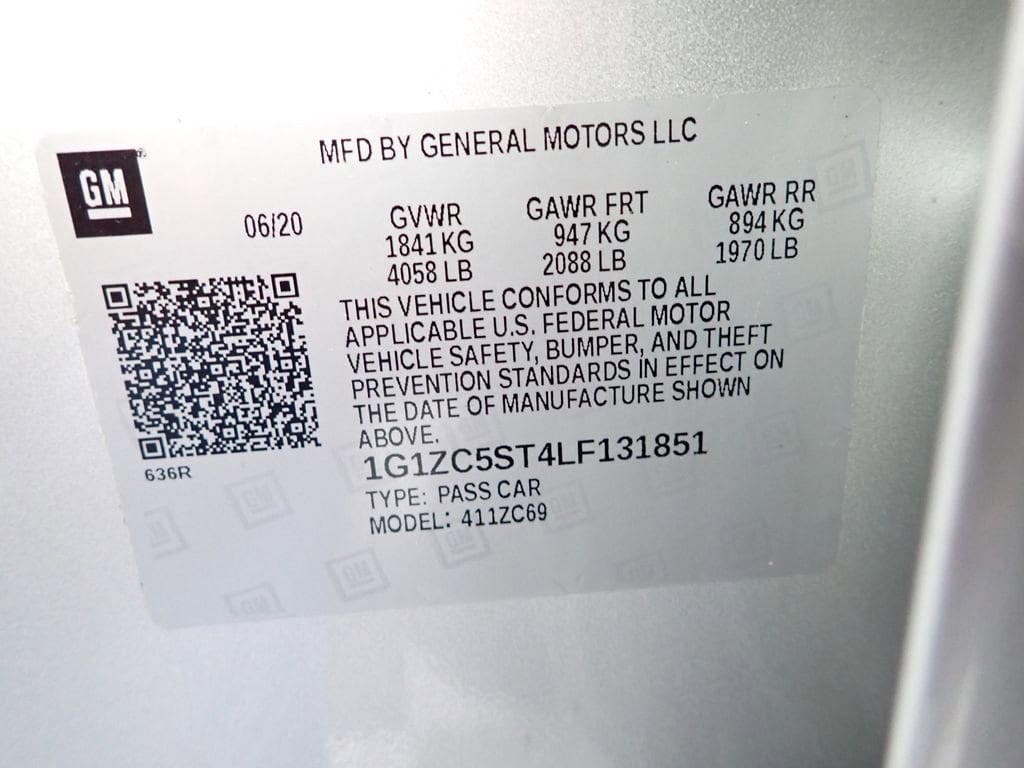 MFD BY GENERAL MOTORS LLC
GM
06/20
GVWR GAWR FRT GAWR RR
1841 KG 947 KG 894 KG
4058 LB 2088 LB 1970 LB
THIS VEHICLE CONFORMS TO ALL
APPLICABLE U.S. FEDERAL MOTOR
VEHICLE SAFETY, BUMPER, AND THEFT
PREVENTION STANDARDS IN EFFECT ON
THE DATE OF MANUFACTURE SHOWN
ABOVE.
636R
1G1ZC5ST4LF131851
TYPE: PASS CAR
MODEL: 411ZC69